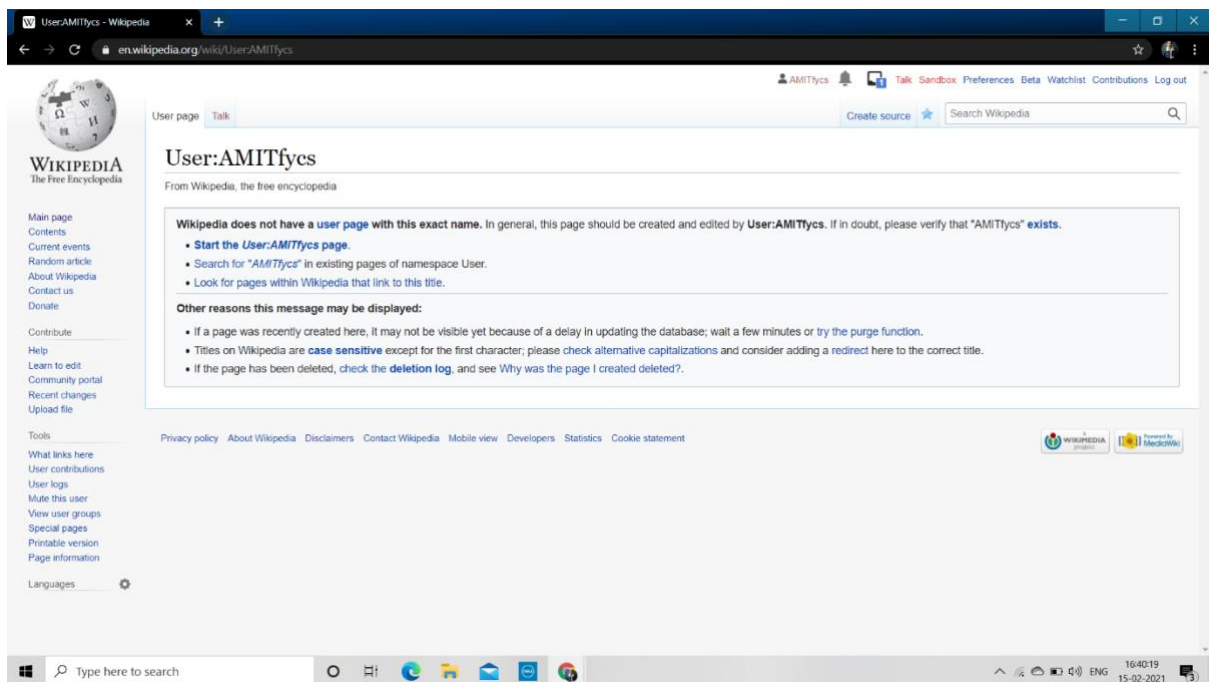 User:AMITfycs - Wikipedia
en.wikipedia.org/wiki/User:AMITfycs
AMITfycs Talk Sandbox Preferences Beta Watchlist Contributions Log out
User page Talk Create source Search Wikipedia
WIKIPEDIA
The Free Encyclopedia
Main page
Contents
Current events
Random article
About Wikipedia
Contact us
Donate
Contribute
Help
Learn to edit
Community portal
Recent changes
Upload file
Tools
What links here
User contributions
User logs
Mute this user
View user groups
Special pages
Printable version
Page information
Languages
User:AMITfycs
From Wikipedia, the free encyclopedia
Wikipedia does not have a user page with this exact name. In general, this page should be created and edited by User:AMITfycs. If in doubt, please verify that "AMITfycs" exists.
• Start the User:AMITfycs page.
• Search for "AMITfycs" in existing pages of namespace User.
• Look for pages within Wikipedia that link to this title.
Other reasons this message may be displayed:
• If a page was recently created here, it may not be visible yet because of a delay in updating the database; wait a few minutes or try the purge function.
• Titles on Wikipedia are case sensitive except for the first character; please check alternative capitalizations and consider adding a redirect here to the correct title.
• If the page has been deleted, check the deletion log, and see Why was the page I created deleted?.
Privacy policy About Wikipedia Disclaimers Contact Wikipedia Mobile view Developers Statistics Cookie statement
A WIKIMEDIA project
Powered By MediaWiki
Type here to search
ENG
16:40:19
15-02-2021